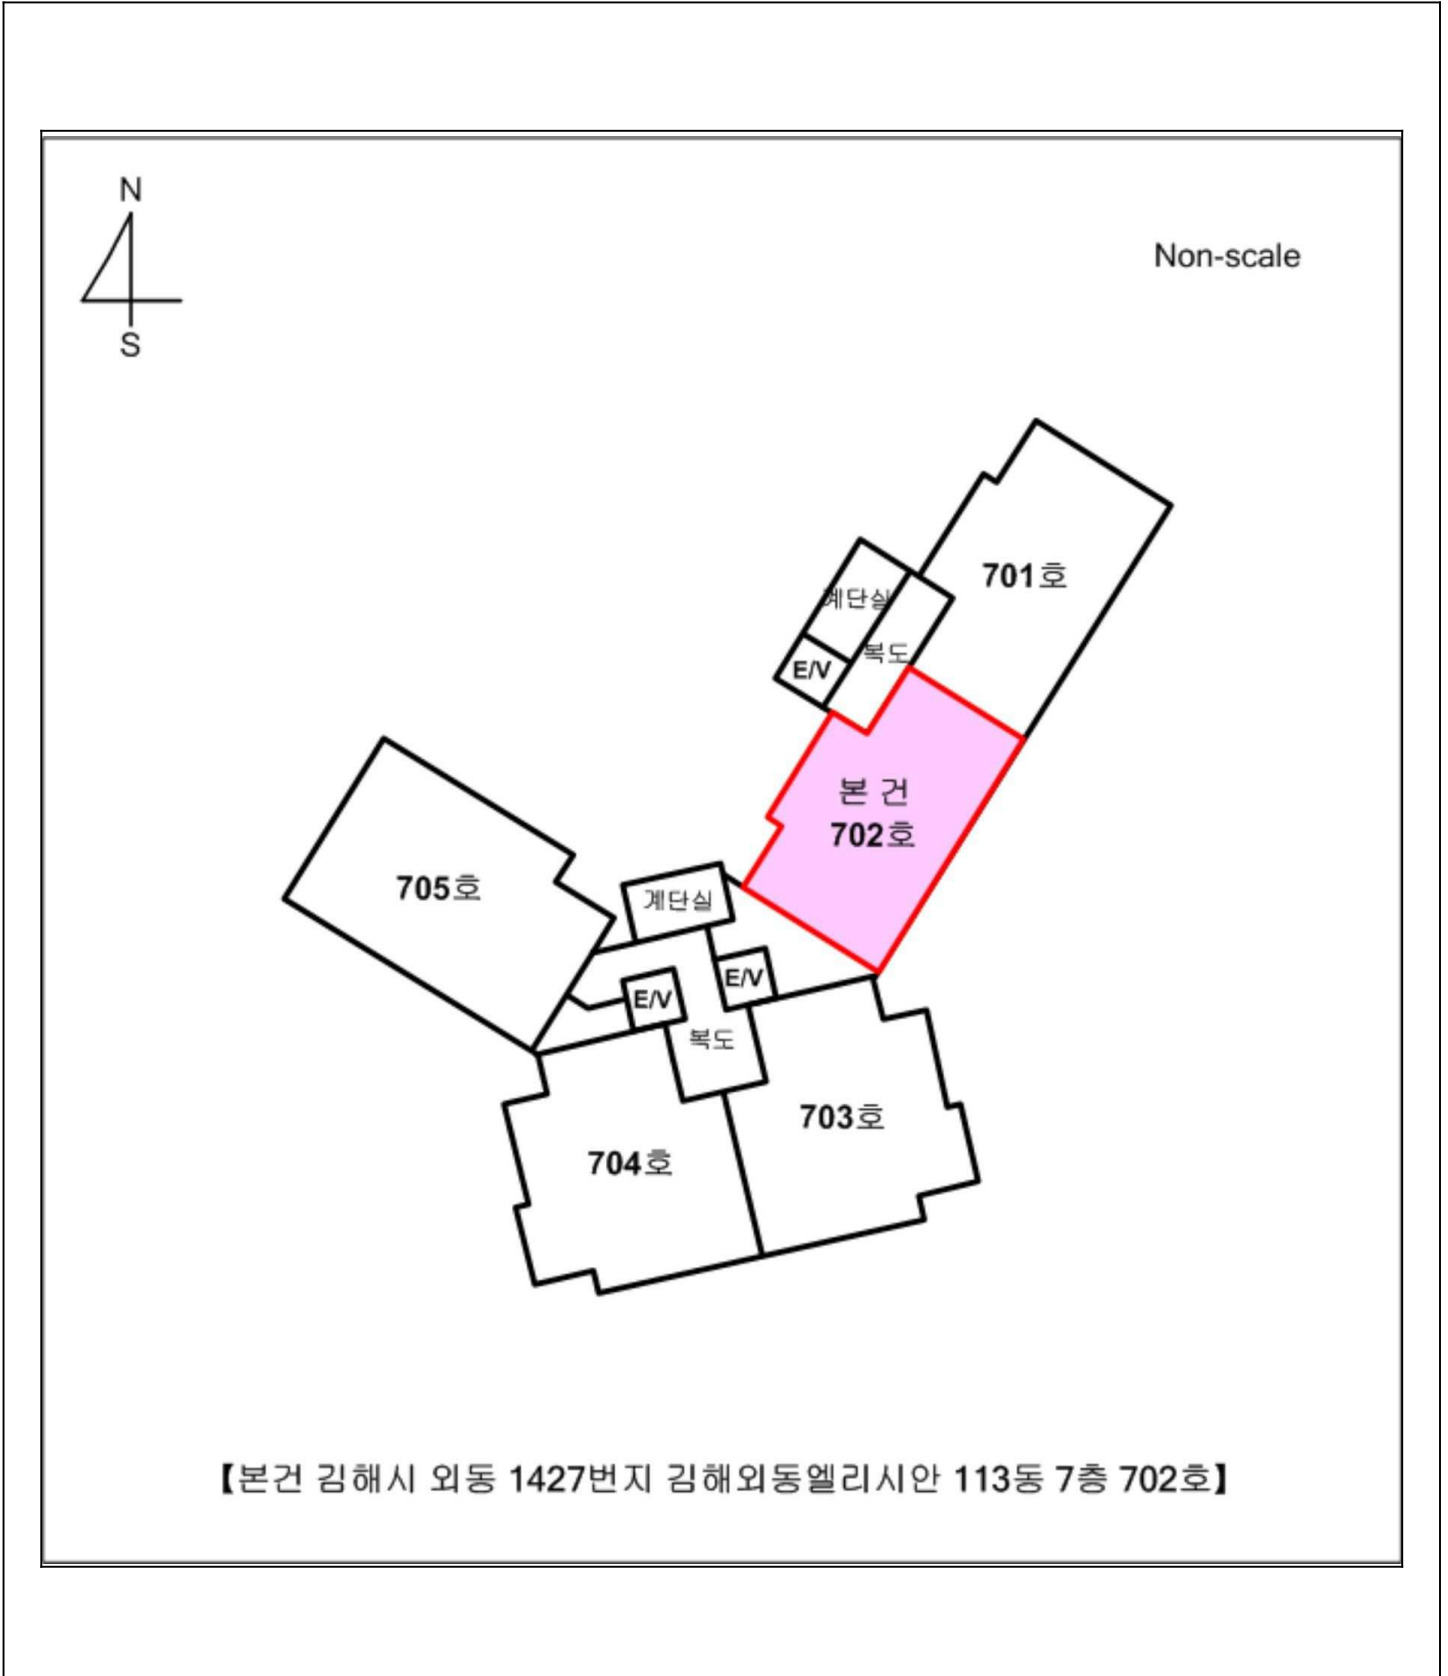 N
Non-scale
S
701호
계단실
복도
E/V
본 건
702호
705호
계단실
E/V
E/V
복도
703호
704호
【본건 김해시 외동 1427번지 김해외동엘리시안 113동 7층 702호】